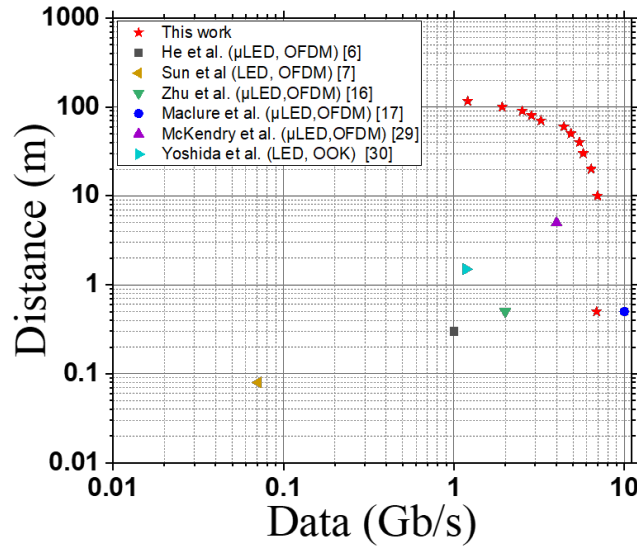 1000
100
10
1
0.1
0.01
Distance (m)
This work
He et al. (µLED, OFDM) [6]
Sun et al (LED, OFDM) [7]
Zhu et al. (µLED,OFDM) [16]
Maclure et al. (µLED,OFDM) [17]
McKendry et al. (µLED,OFDM) [29]
Yoshida et al. (LED, OOK) [30]
0.01 0.1 1 10
Data (Gb/s)